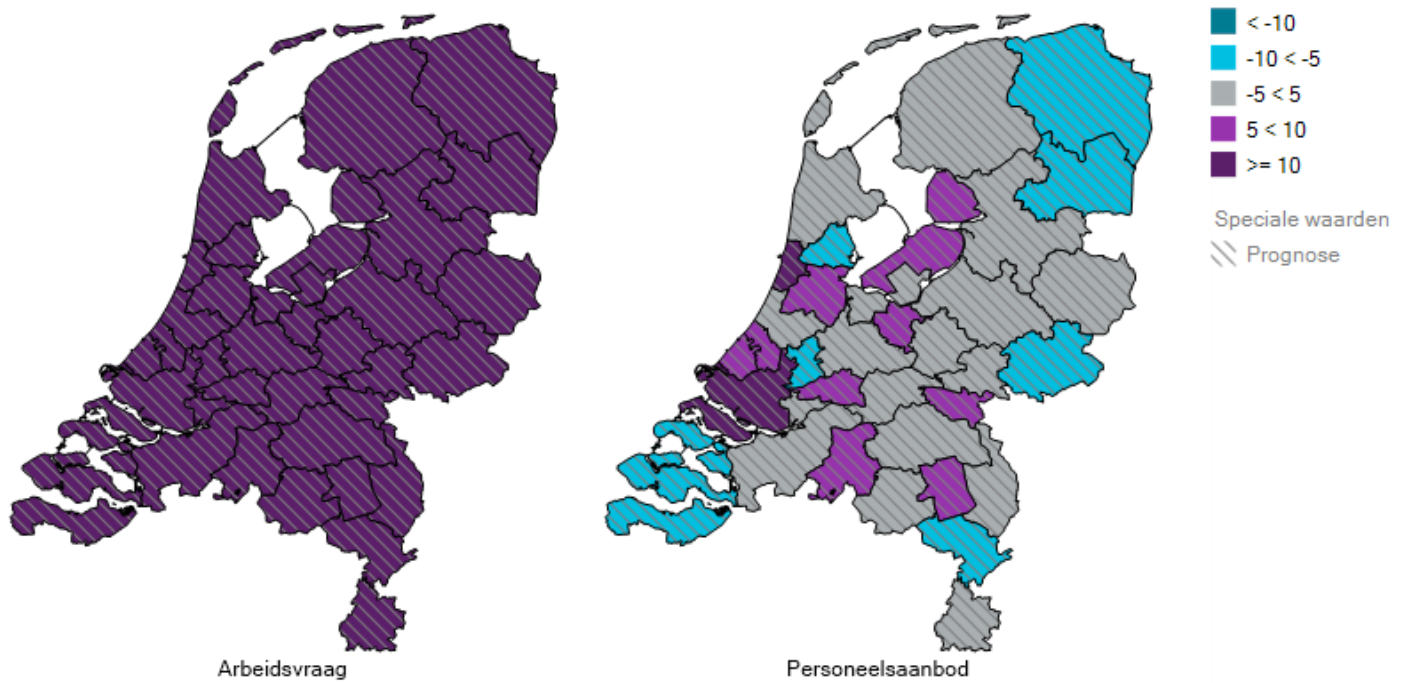 < -10
-10 < -5
-5 < 5
5 < 10
>= 10
Speciale waarden
Prognose
Arbeidsvraag
Personeelsaanbod